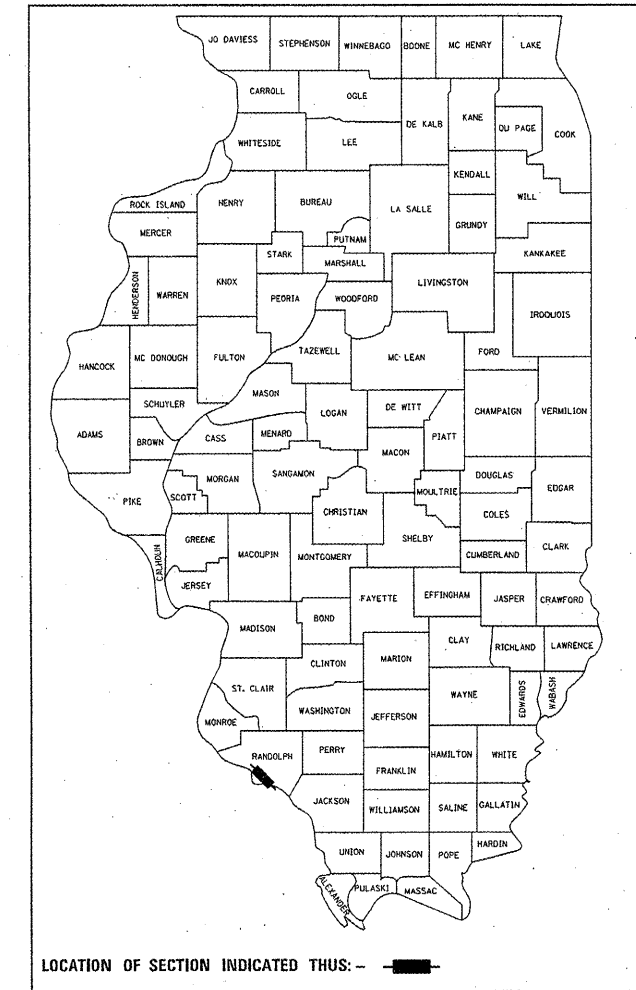 JO DAVIESS
STEPHENSON
WINNEBAGO
BOONE
MC HENRY
LAKE
CARROLL
OGLE
DE KALB
KANE
DU PAGE
COOK
WHITESIDE
LEE
KENDALL
WILL
ROCK ISLAND
HENRY
BUREAU
LA SALLE
GRUNDY
MERCER
PUTNAM
STARK
MARSHALL
KANKAKEE
HENDERSON
WARREN
KNOX
PEORIA
WOODFORD
LIVINGSTON
IROQUOIS
HANCOCK
MC DONOUGH
FULTON
TAZEWELL
MC LEAN
FORD
MASON
SCHUYLER
LOGAN
DE WITT
CHAMPAIGN
VERMILION
ADAMS
BROWN
CASS
MENARD
PIATT
MACON
MORGAN
SANGAMON
DOUGLAS
EDGAR
PIKE
SCOTT
MOULTRIE
CHRISTIAN
COLES
GREENE
SHELBY
MACOUPIN
MONTGOMERY
CUMBERLAND
CLARK
CALHOUN
JERSEY
FAYETTE
EFFINGHAM
JASPER
CRAWFORD
MADISON
BOND
CLAY
RICHLAND
LAWRENCE
CLINTON
MARION
ST. CLAIR
WAYNE
EDWARDS
WABASH
WASHINGTON
JEFFERSON
MONROE
RANDOLPH
PERRY
HAMILTON
WHITE
FRANKLIN
JACKSON
WILLIAMSON
SALINE
GALLATIN
UNION
JOHNSON
POPE
HARDIN
ALEXANDER
PULASKI
MASSAC
LOCATION OF SECTION INDICATED THUS: -